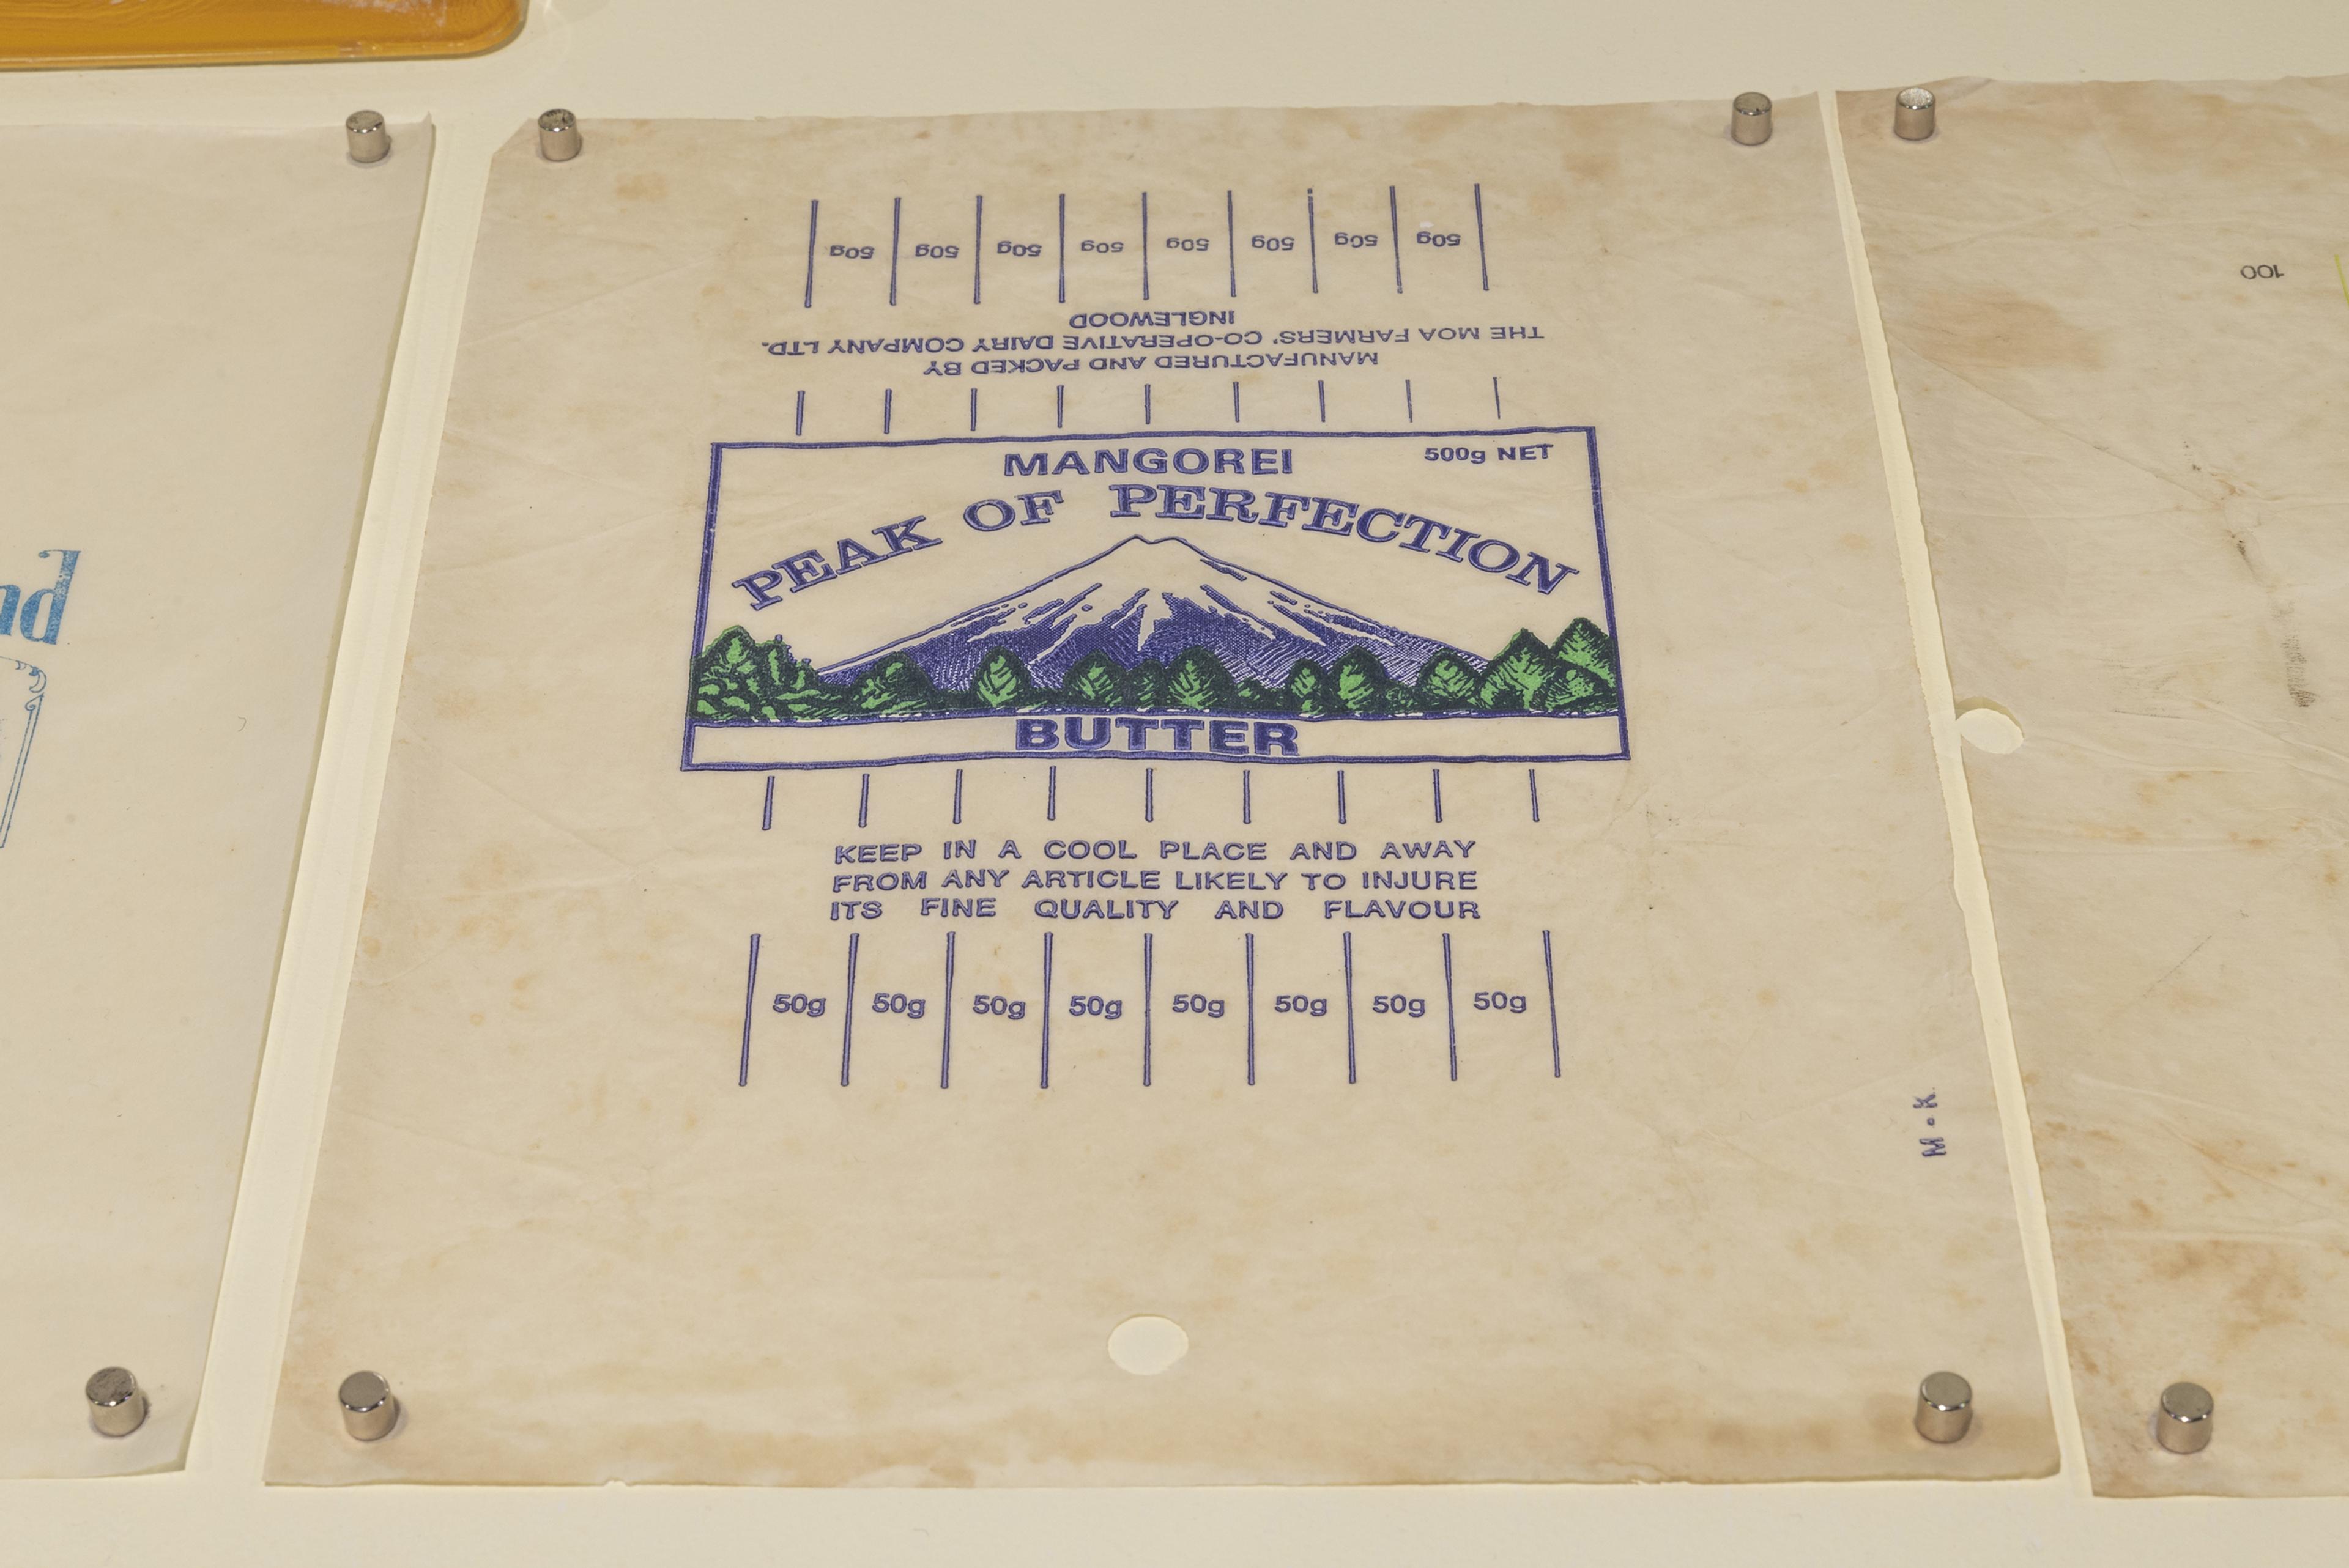 50g 50g 50g 50g 50g 50g 50g 50g
MANUFACTURED AND PACKED BY
THE MOA FARMERS' CO-OPERATIVE DAIRY COMPANY LTD.
INGLEWOOD
MANGOREI
500g NET
PEAK OF PERFECTION
BUTTER
KEEP IN A COOL PLACE AND AWAY
FROM ANY ARTICLE LIKELY TO INJURE
ITS FINE QUALITY AND FLAVOUR
50g 50g 50g 50g 50g 50g 50g 50g
M·K
nd
100